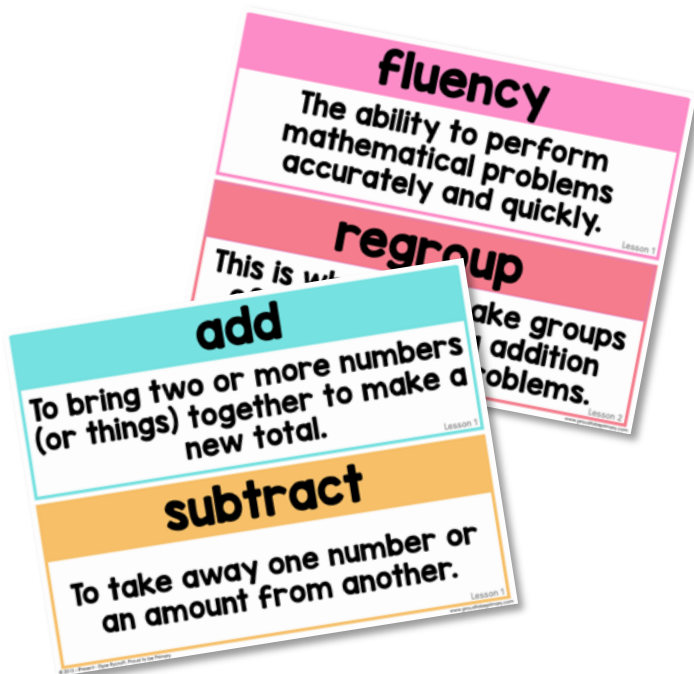 fluency
The ability to perform
mathematical problems
accurately and quickly.
Lesson 1
regroup
This is
ake groups
addition
oblems.
Lesson 2
add
To bring two or more numbers
(or things) together to make a
new total.
Lesson 1
subtract
To take away one number or
an amount from another.
Lesson 1